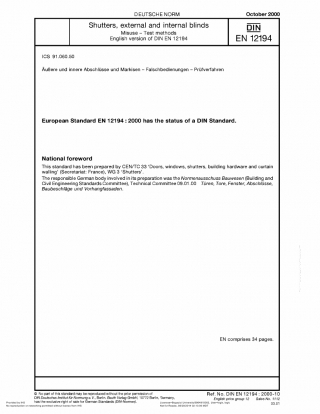 DEUTSCHE NORM
October 2000
Shutters, external and internal blinds
Misuse – Test methods
English version of DIN EN 12194
DIN
EN 12194
ICS 91.060.50
Äußere und innere Abschlüsse und Markisen – Falschbedienungen – Prüfverfahren
European Standard EN 12194 : 2000 has the status of a DIN Standard.
National foreword
This standard has been prepared by CEN/TC 33 'Doors, windows, shutters, building hardware and curtain
walling' (Secretariat: France), WG 3 'Shutters'.
The responsible German body involved in its preparation was the Normenausschuss Bauwesen (Building and
Civil Engineering Standards Committee), Technical Committee 09.01.00 Türen, Tore, Fenster, Abschlüsse,
Baubeschläge und Vorhangfassaden.
EN comprises 34 pages.
© No part of this standard may be reproduced without the prior permission of
DIN Deutsches Institut für Normung e. V., Berlin. Beuth Verlag GmbH, 10772 Berlin, Germany,
has the exclusive right of sale for German Standards (DIN-Normen).
Ref. No. DIN EN 12194 : 2000-10
English price group 12 Sales No. 1112